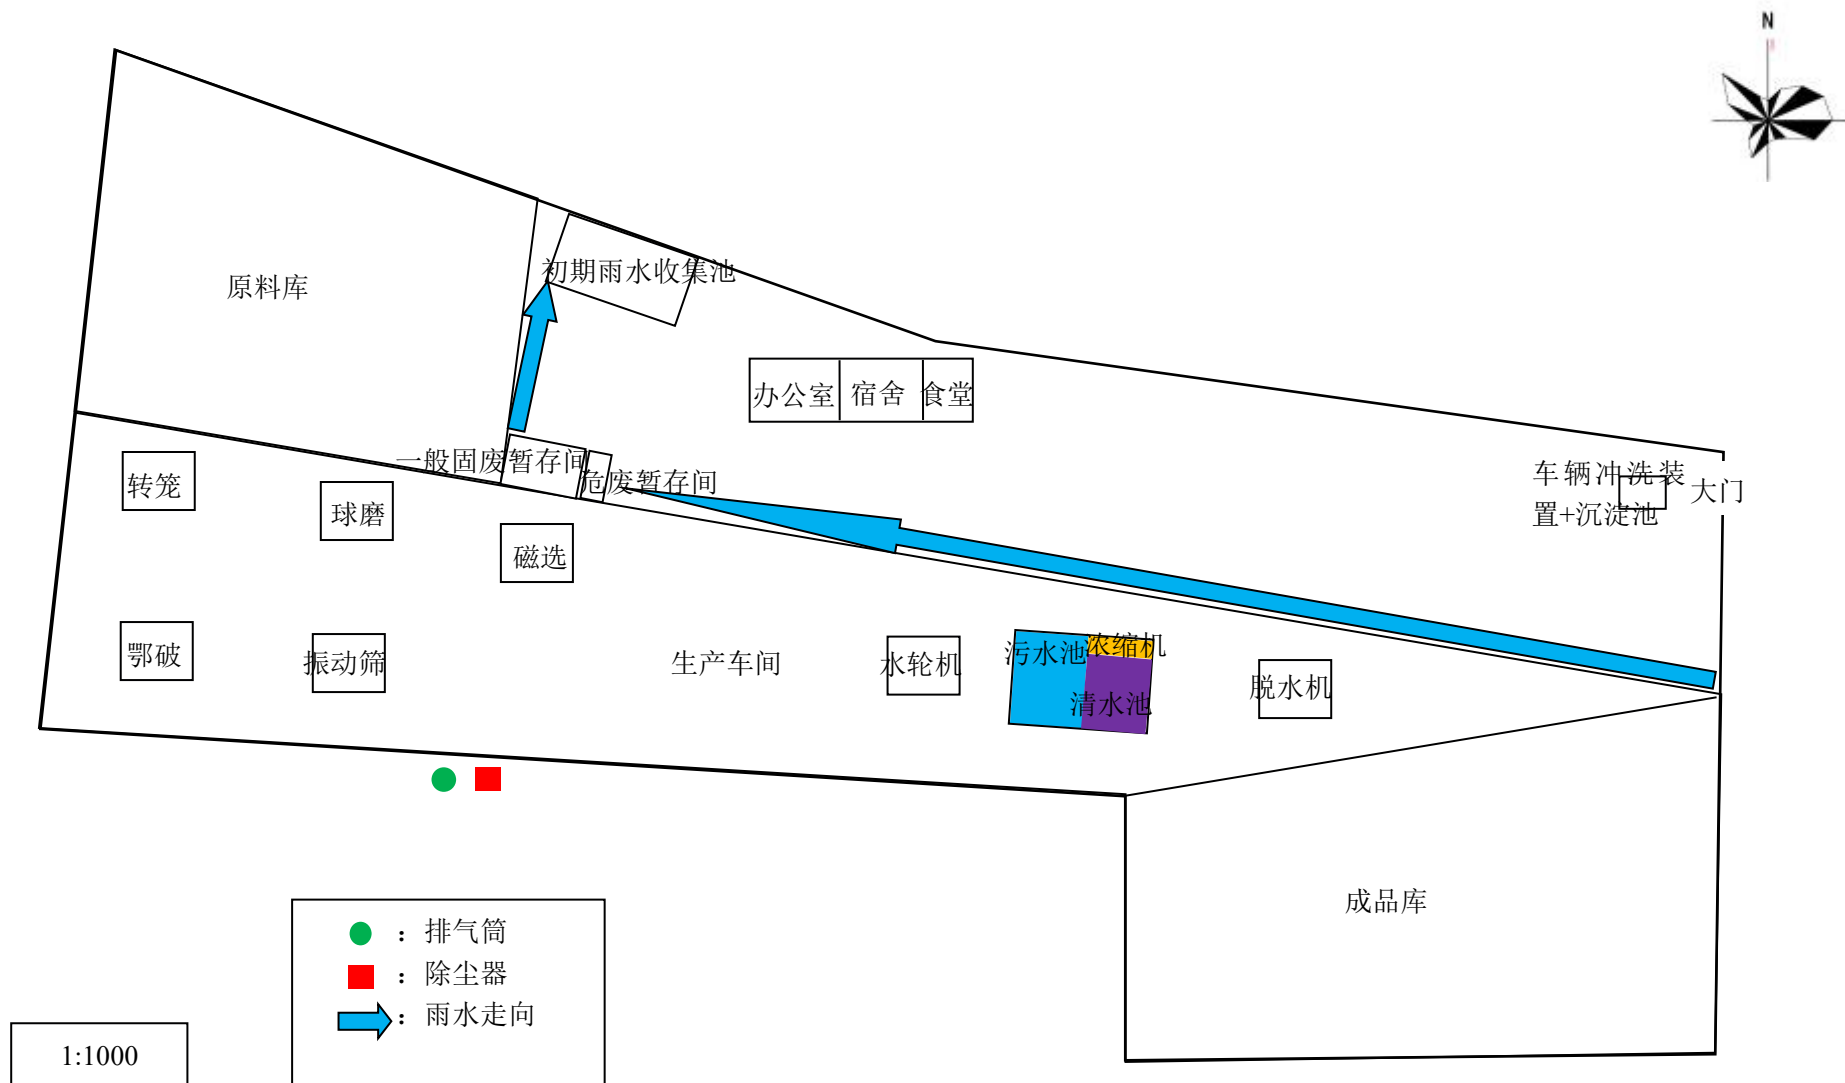 N
原料库
初期雨水收集池
办公室
宿舍
食堂
一般固废暂存间
危废暂存间
车辆冲洗装
置+沉淀池
大门
转笼
球磨
磁选
鄂破
振动筛
生产车间
水轮机
污水池
浓缩机
清水池
脱水机
成品库
：排气筒
：除尘器
：雨水走向
1:1000